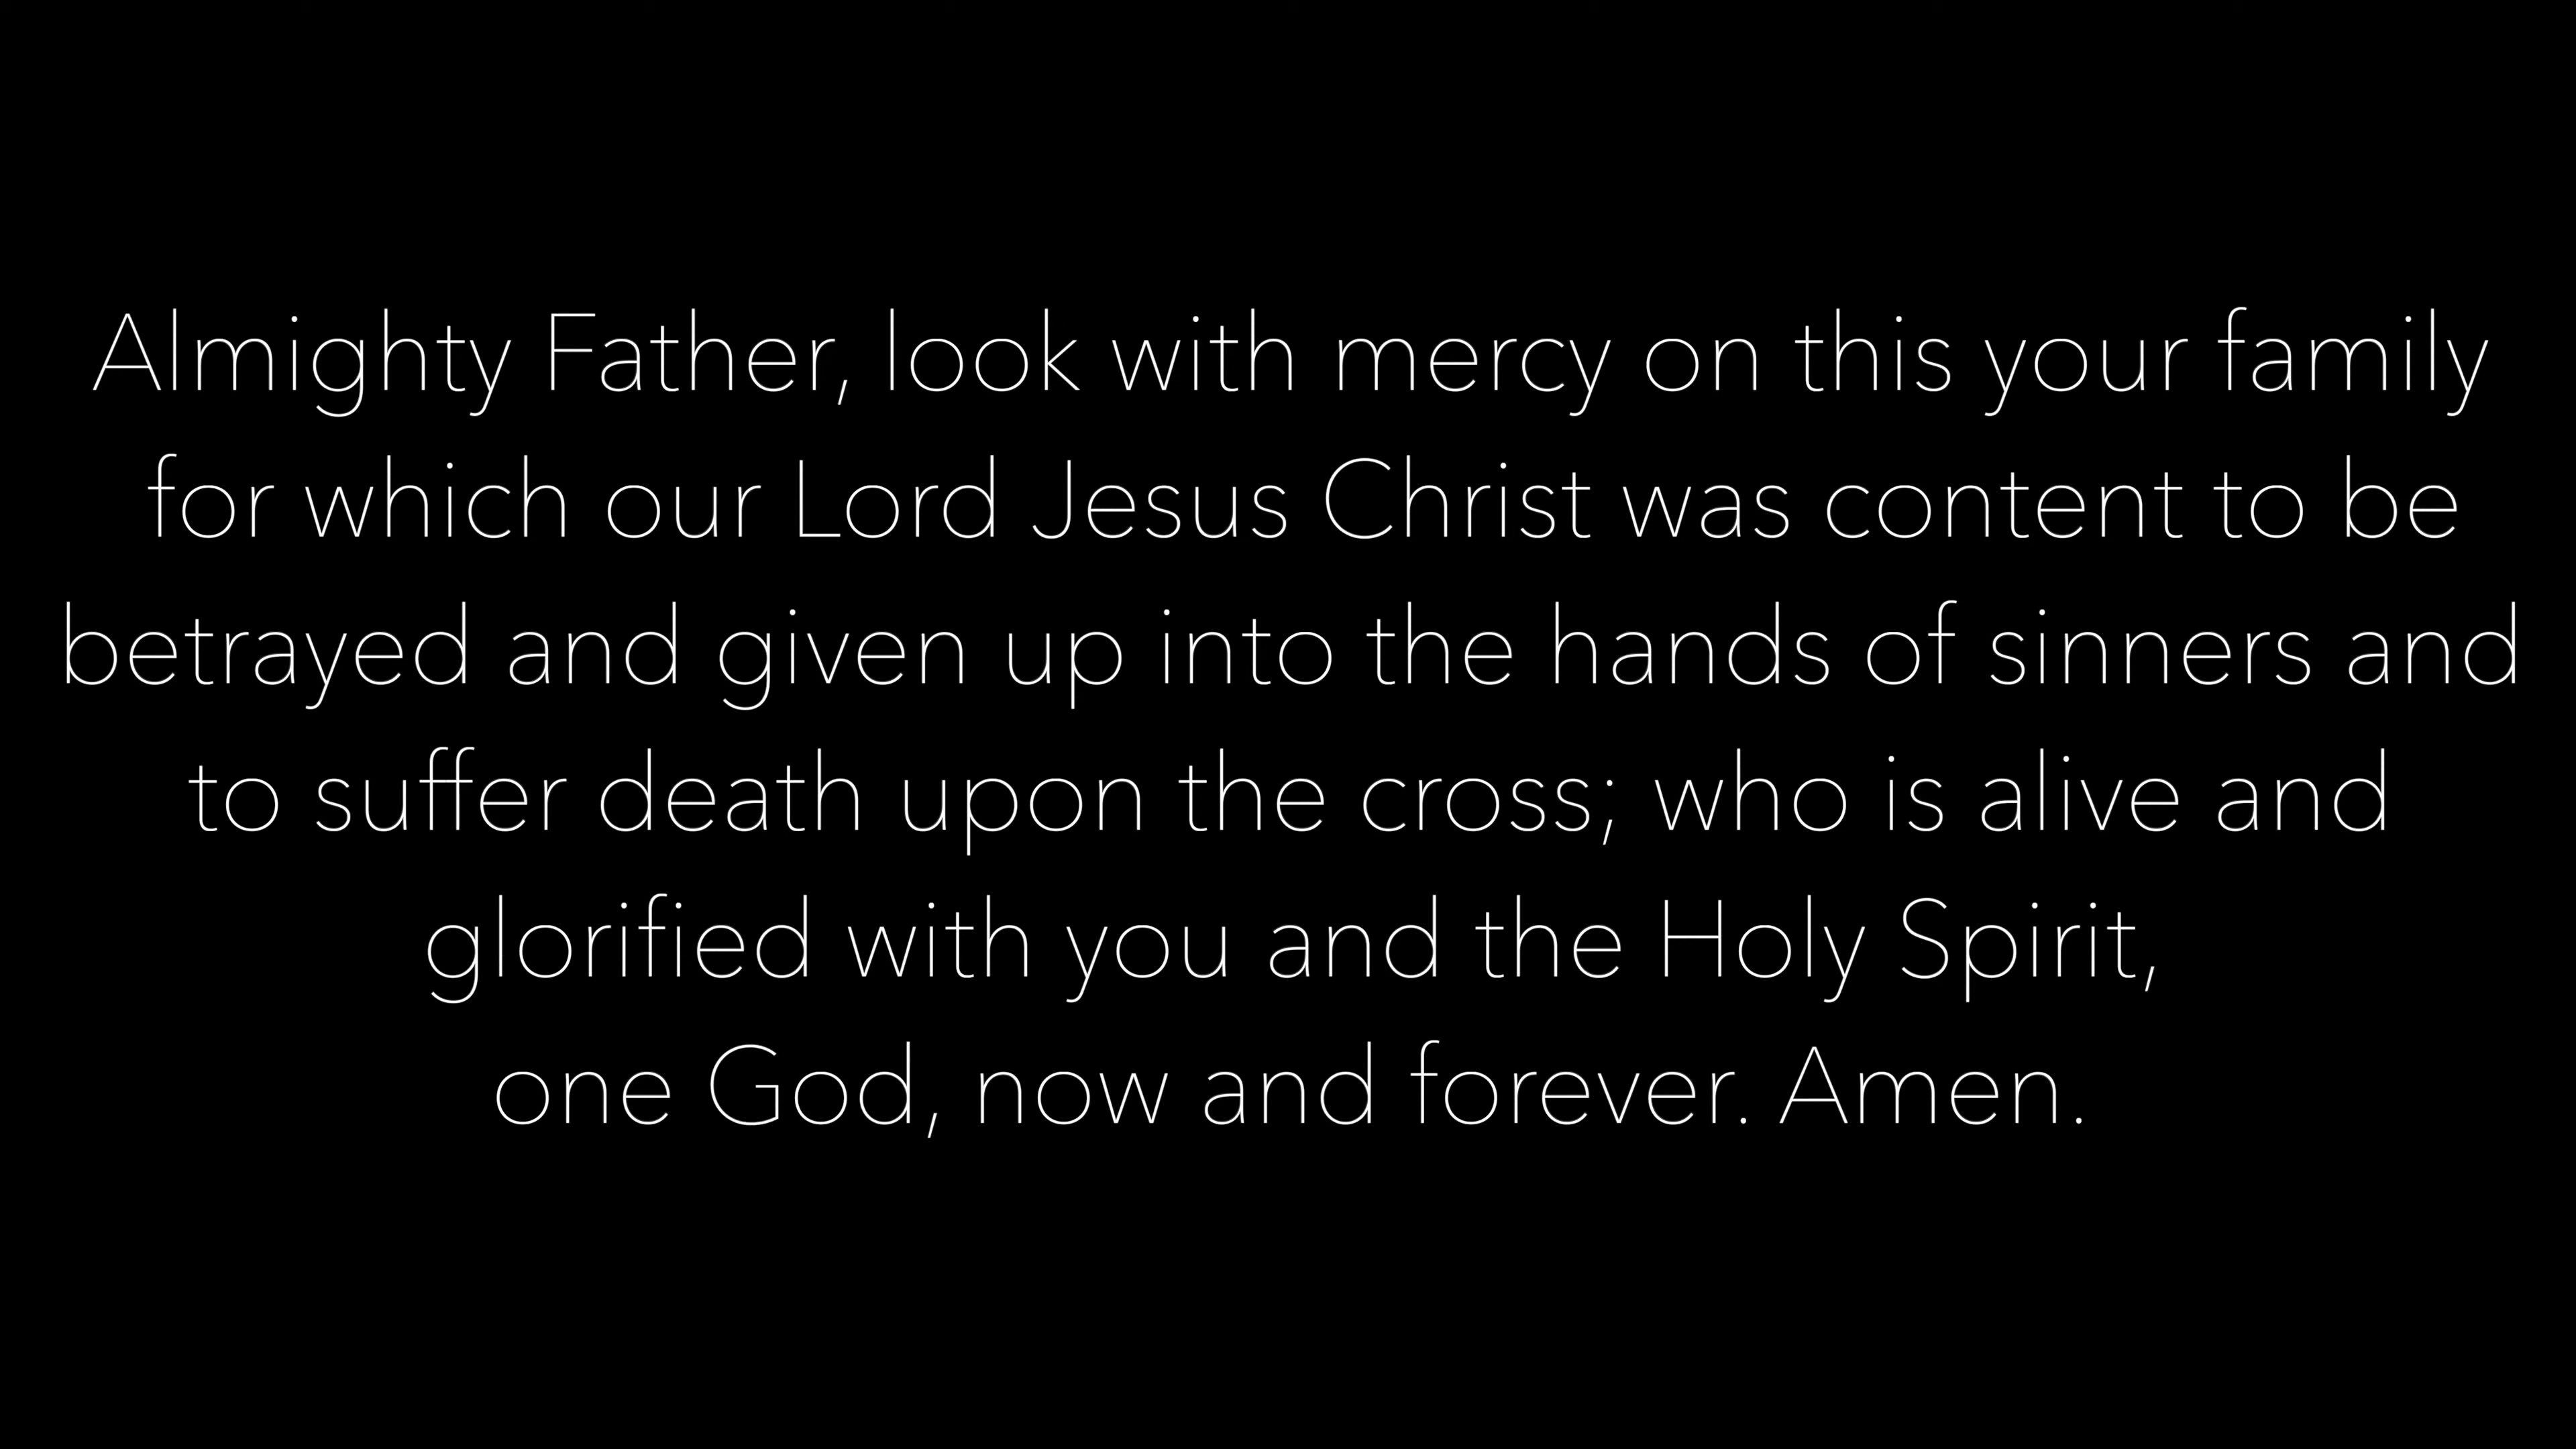 Almighty Father, look with mercy on this your family
for which our Lord Jesus Christ was content to be
betrayed and given up into the hands of sinners and
to suffer death upon the cross; who is alive and
glorified with you and the Holy Spirit,
one God, now and forever. Amen.